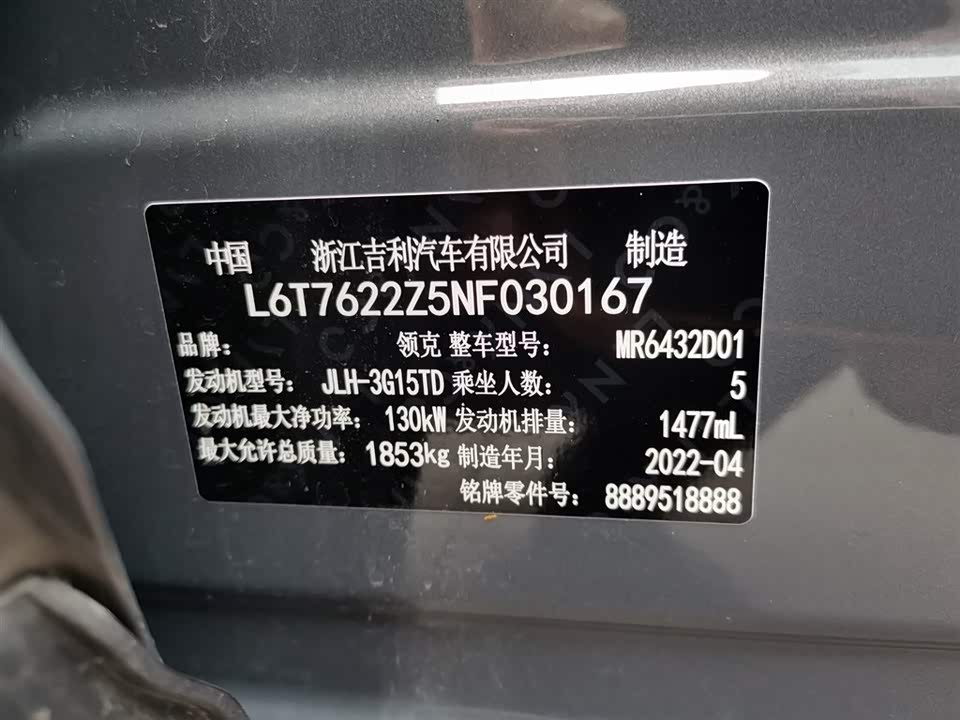 中国 浙江吉利汽车有限公司 制造
L6T7622Z5NF030167
品牌: 领克 整车型号: MR6432D01
发动机型号: JLH-3G15TD 乘坐人数: 5
发动机最大净功率: 130kW 发动机排量: 1477mL
最大允许总质量: 1853kg 制造年月: 2022-04
铭牌零件号: 8889518888